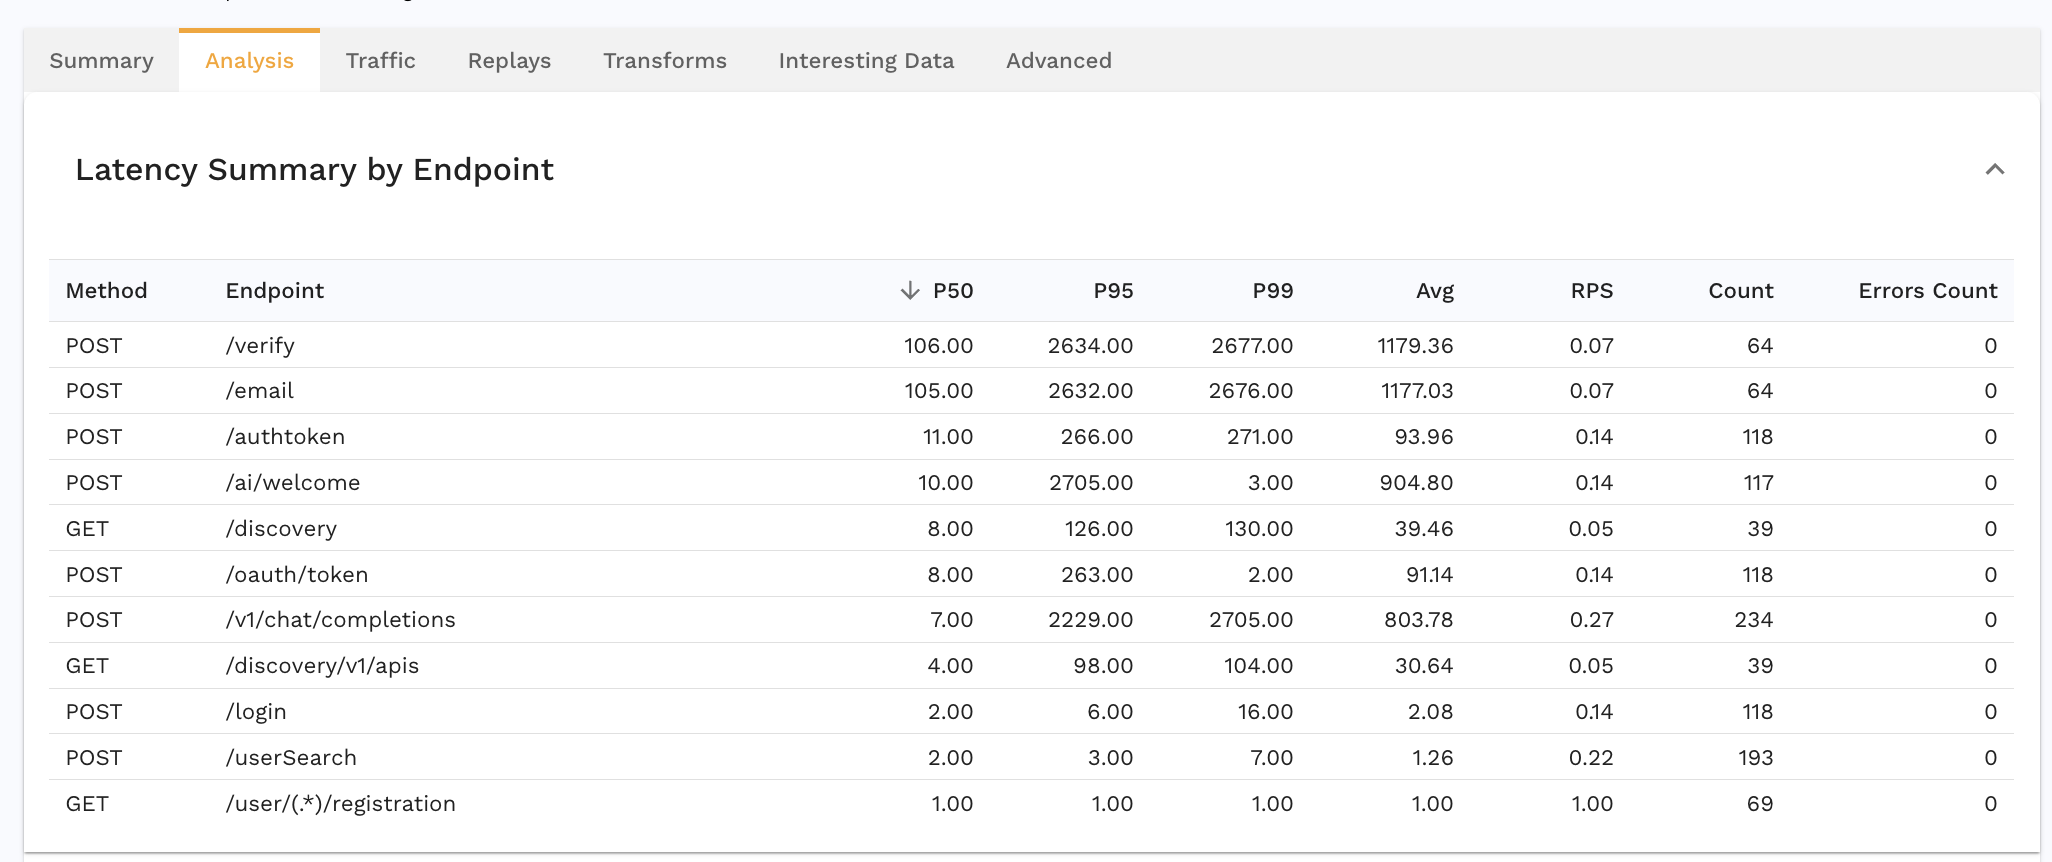 Summary Analysis Traffic Replays Transforms Interesting Data Advanced
Latency Summary by Endpoint
Method Endpoint P50 P95 P99 Avg RPS Count Errors Count
POST /verify 106.00 2634.00 2677.00 1179.36 0.07 64 0
POST /email 105.00 2632.00 2676.00 1177.03 0.07 64 0
POST /authtoken 11.00 266.00 271.00 93.96 0.14 118 0
POST /ai/welcome 10.00 2705.00 3.00 904.80 0.14 117 0
GET /discovery 8.00 126.00 130.00 39.46 0.05 39 0
POST /oauth/token 8.00 263.00 2.00 91.14 0.14 118 0
POST /v1/chat/completions 7.00 2229.00 2705.00 803.78 0.27 234 0
GET /discovery/v1/apis 4.00 98.00 104.00 30.64 0.05 39 0
POST /login 2.00 6.00 16.00 2.08 0.14 118 0
POST /userSearch 2.00 3.00 7.00 1.26 0.22 193 0
GET /user/(.*)/registration 1.00 1.00 1.00 1.00 1.00 69 0